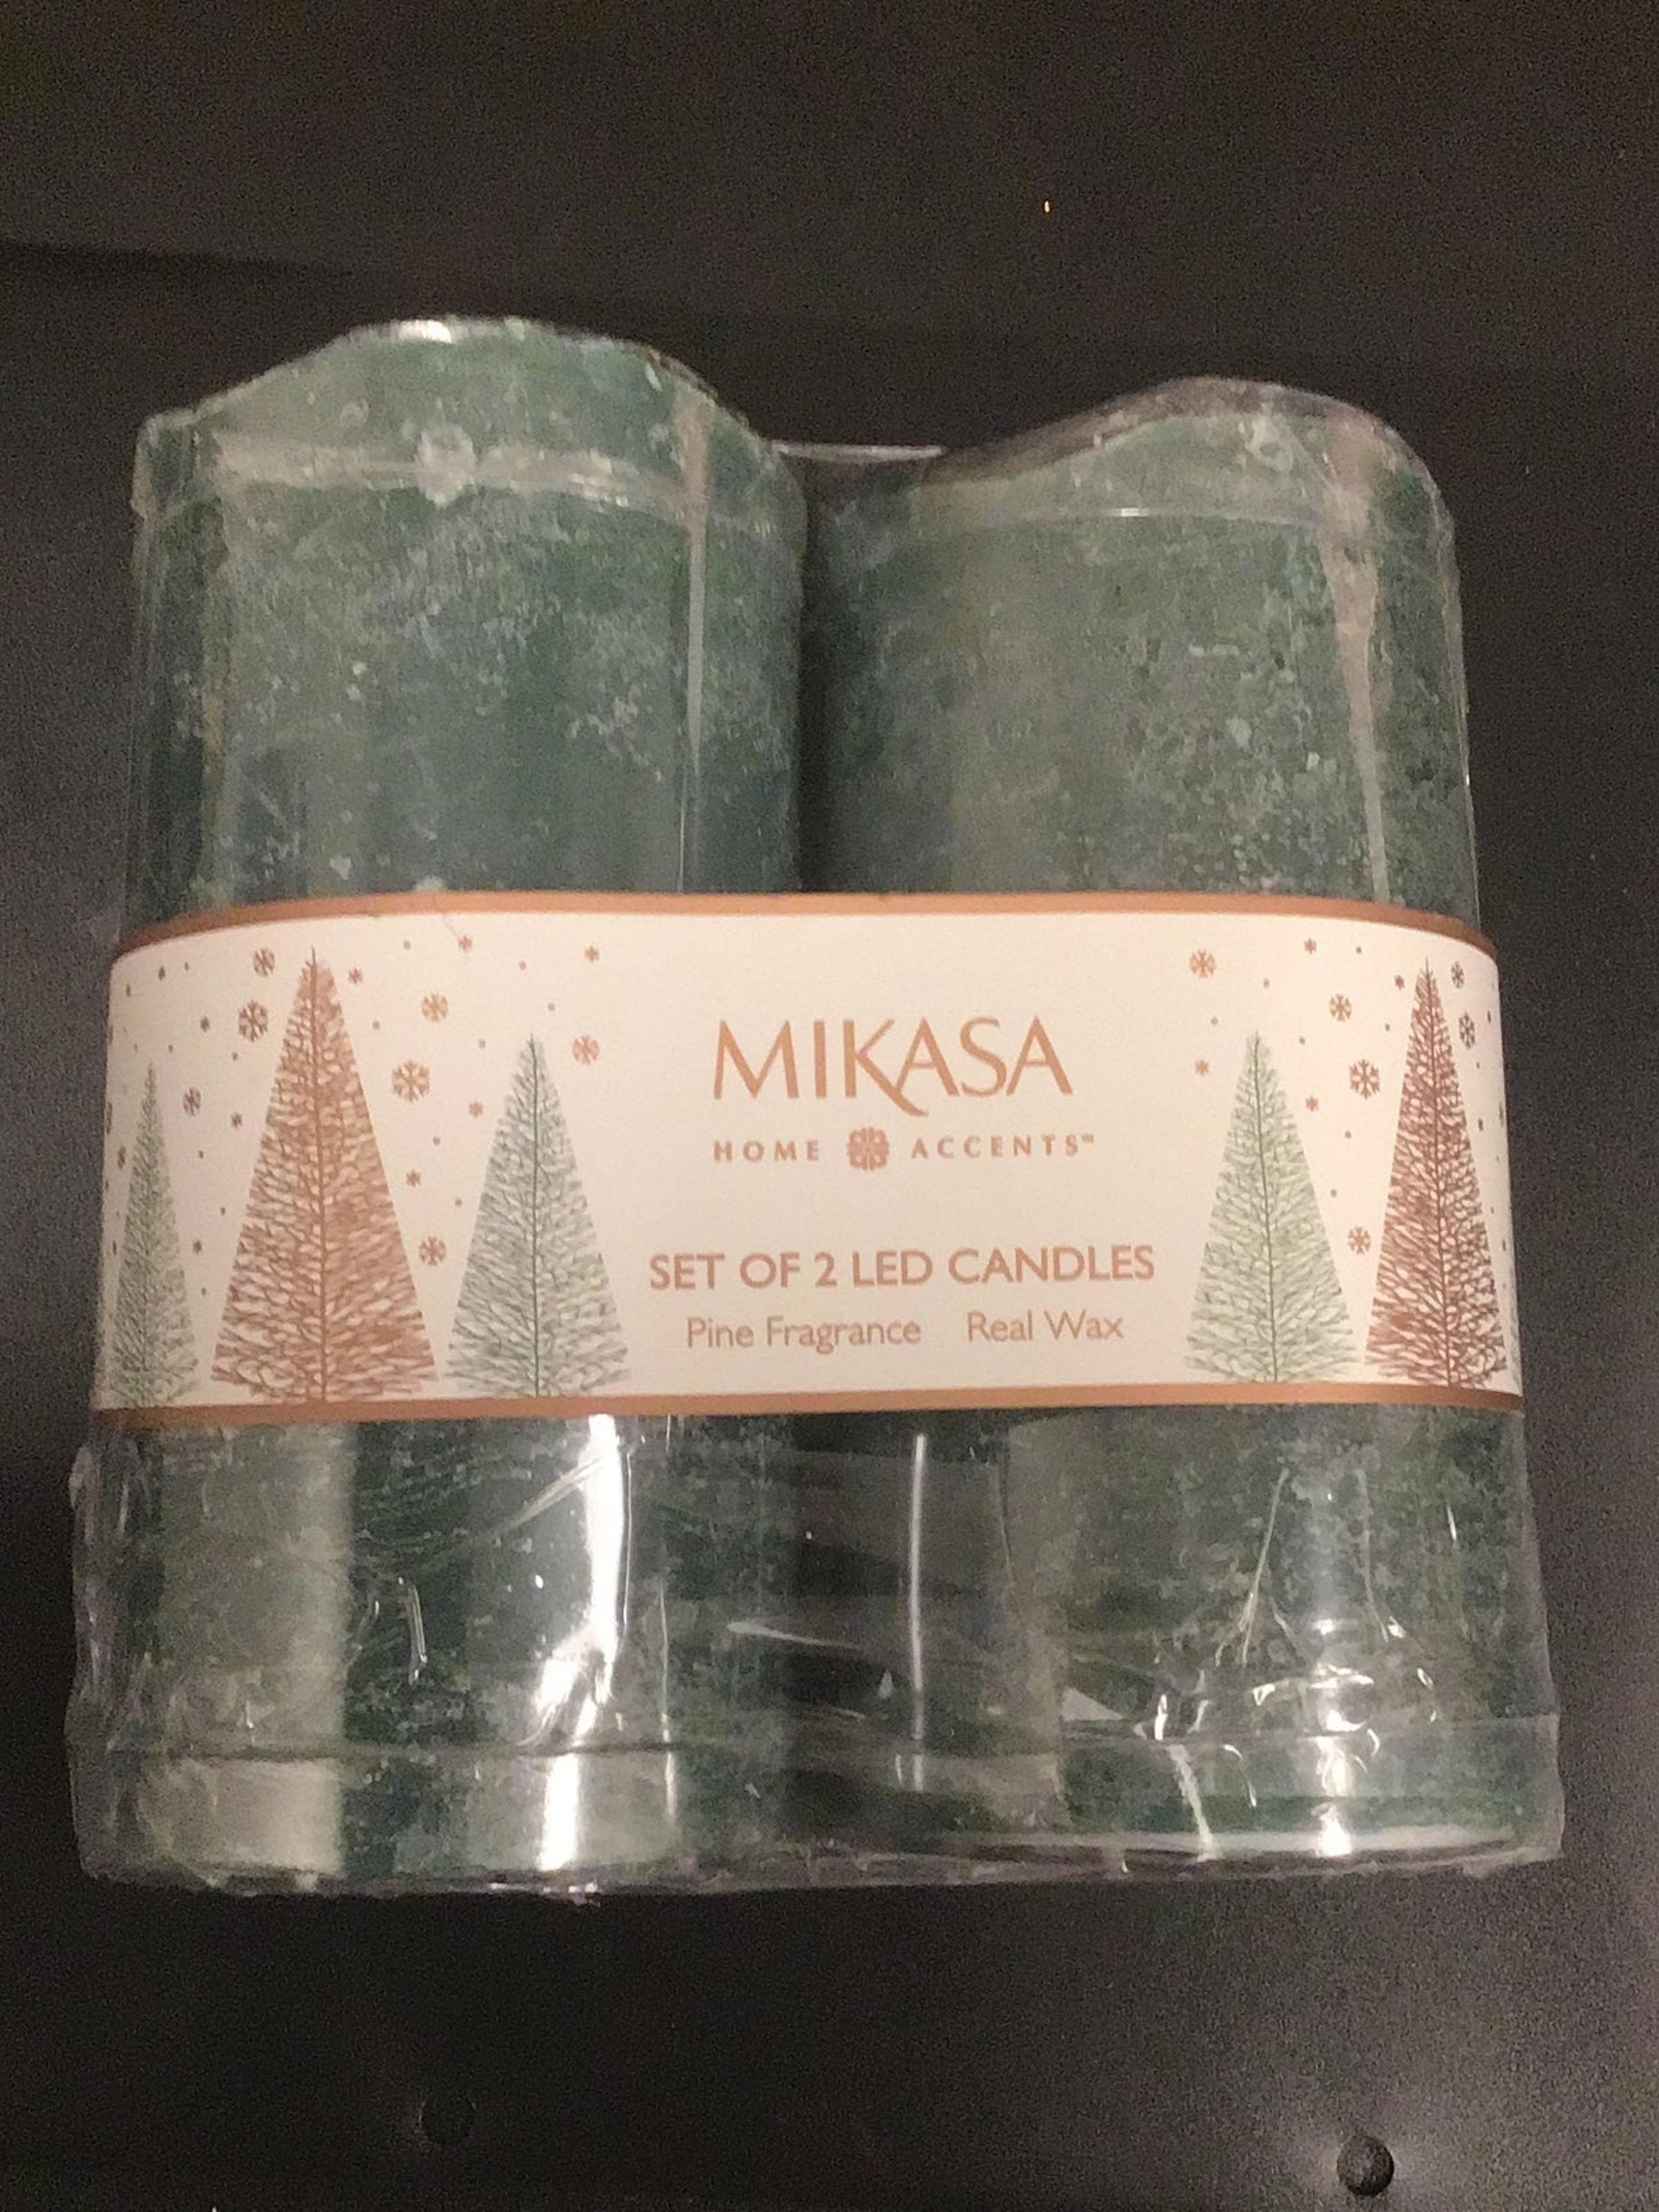 MIKASA
HOME ACCENTS™
SET OF 2 LED CANDLES
Pine Fragrance Real Wax